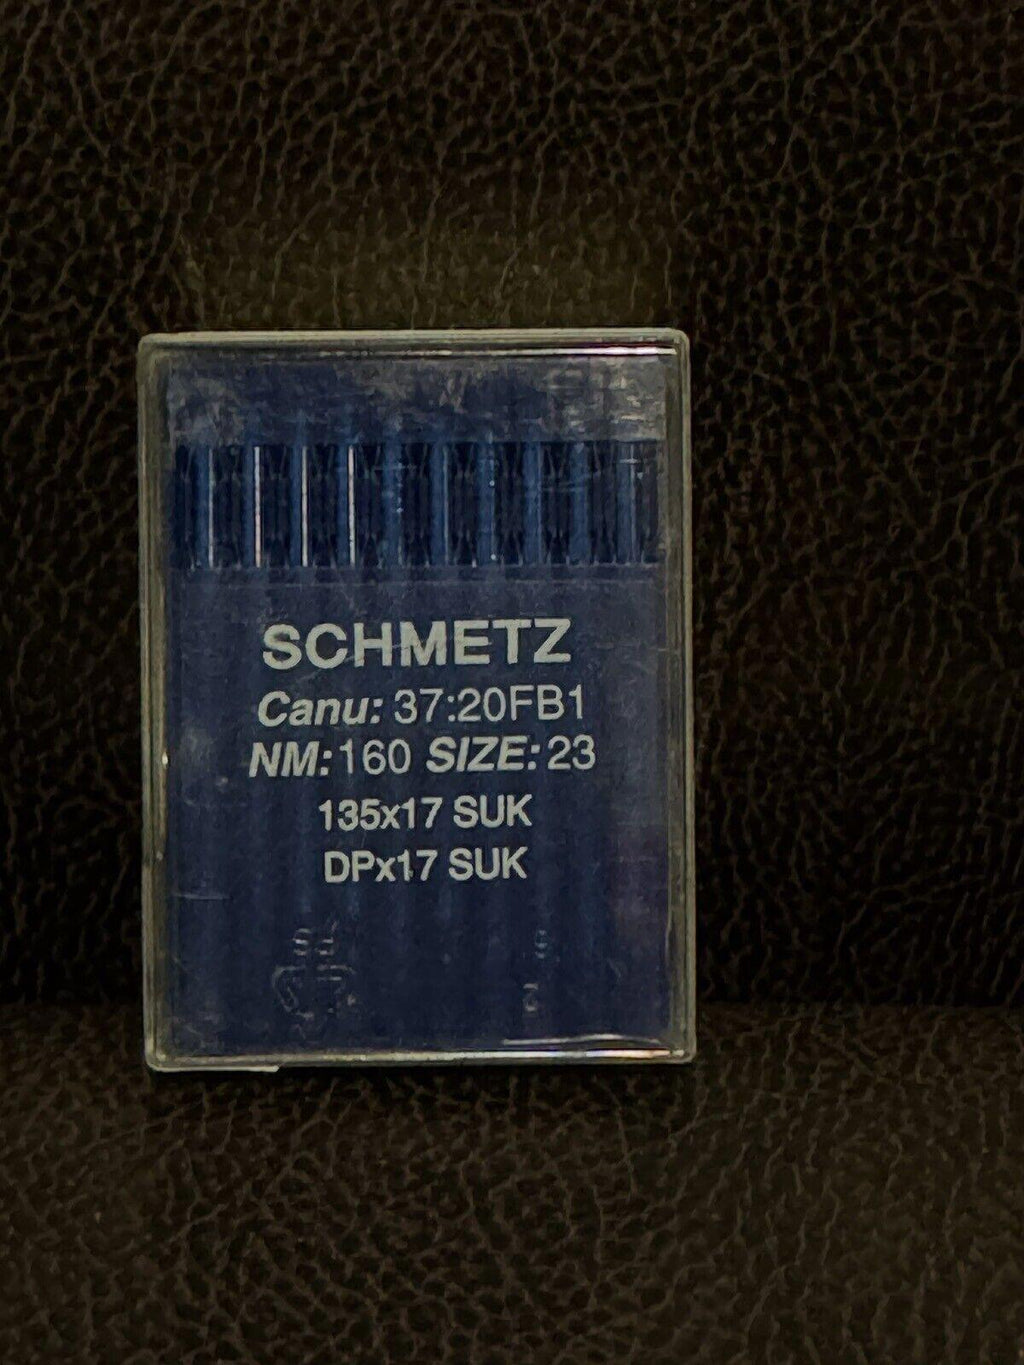 SCHMETZ
Canu: 37:20FB1
NM:160 SIZE:23
135x17 SUK
DPx17 SUK